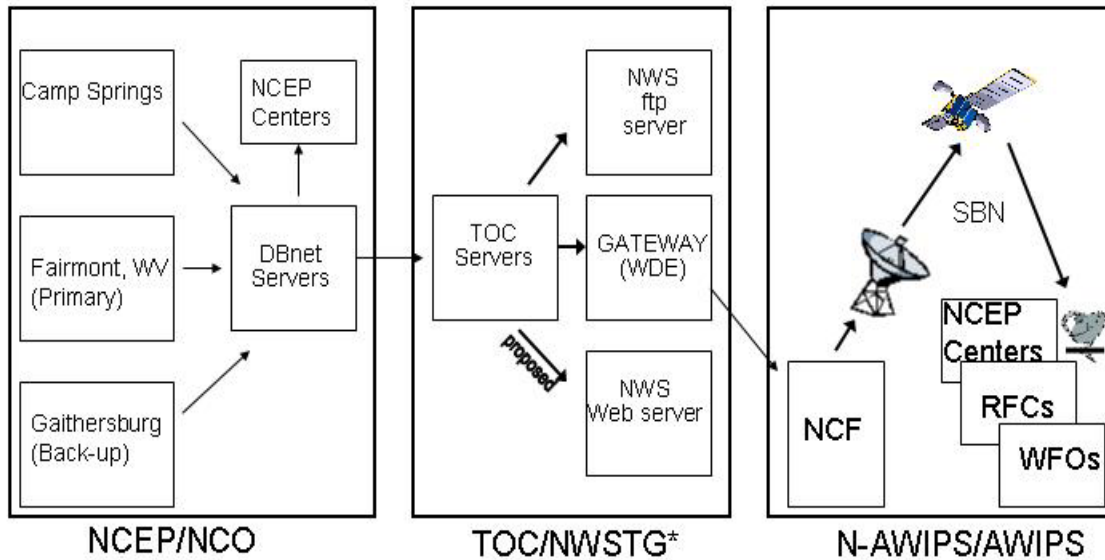 Camp Springs
NCEP
Centers
Fairmont, WV
(Primary)
DBnet
Servers
Gaithersburg
(Back-up)
NCEP/NCO
NWS
ftp
server
TOC
Servers
GATEWAY
(WDE)
proposed
NWS
Web server
TOC/NWSTG*
SBN
NCF
NCEP
Centers
RFCs
WFOs
N-AWIPS/AWIPS